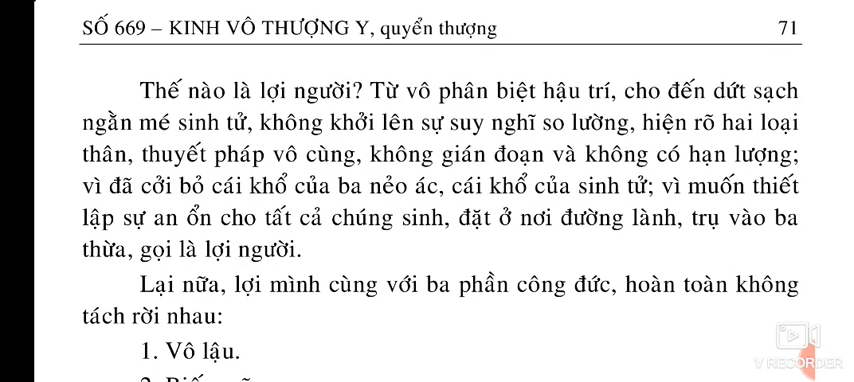 SỐ 669 – KINH VÔ THƯỢNG Y, quyển thượng 71
Thế nào là lợi người? Từ vô phân biệt hậu trí, cho đến dứt sạch
ngằn mé sinh tử, không khởi lên sự suy nghĩ so lường, hiện rõ hai loại
thân, thuyết pháp vô cùng, không gián đoạn và không có hạn lượng;
vì đã cởi bỏ cái khổ của ba nẻo ác, cái khổ của sinh tử; vì muốn thiết
lập sự an ổn cho tất cả chúng sinh, đặt ở nơi đường lành, trụ vào ba
thừa, gọi là lợi người.
Lại nữa, lợi mình cùng với ba phần công đức, hoàn toàn không
tách rời nhau:
1. Vô lậu.
V RECORDER